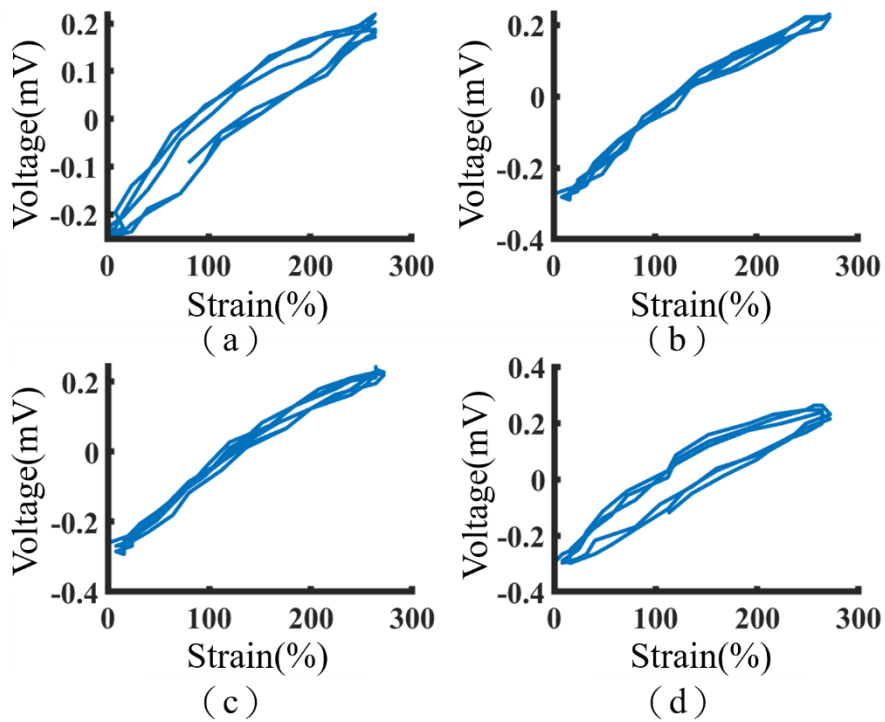 0.2
0.1
0
-0.1
-0.2
Voltage(mV)
0 100 200 300
Strain(%)
（a）
0.2
0
-0.2
-0.4
Voltage(mV)
0 100 200 300
Strain(%)
（b）
0.2
0
-0.2
-0.4
Voltage(mV)
0 100 200 300
Strain(%)
（c）
0.4
0.2
0
-0.2
-0.4
Voltage(mV)
0 100 200 300
Strain(%)
（d）